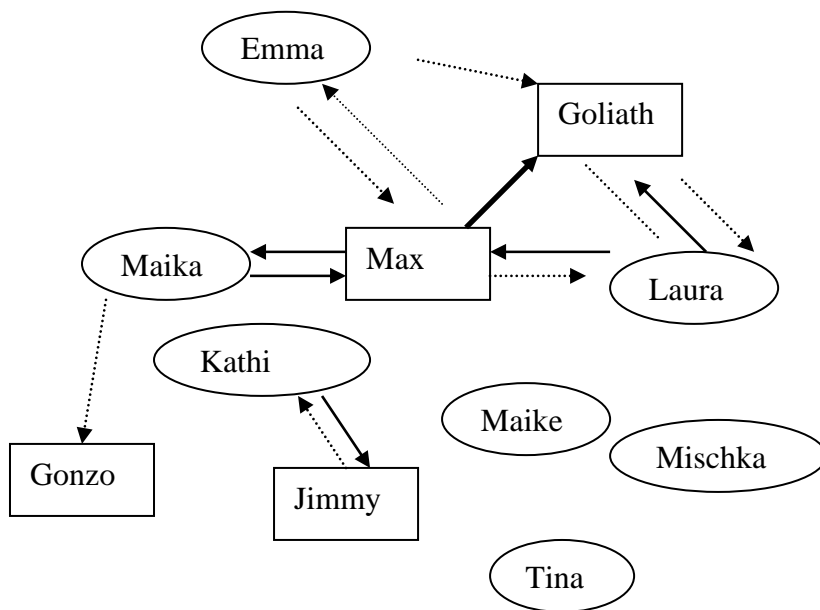 Emma
Goliath
Max
Maika
Laura
Kathi
Maike
Mischka
Gonzo
Jimmy
Tina